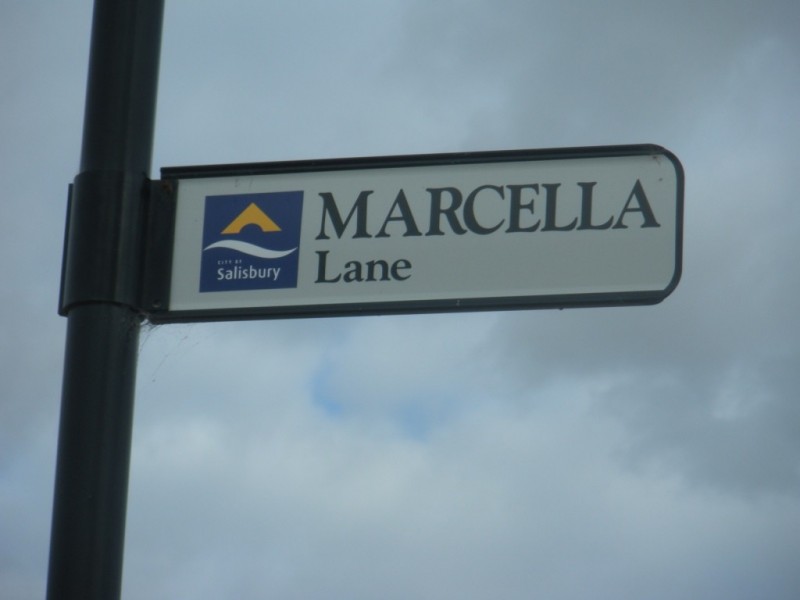 MARCELLA
Lane
CITY OF
Salisbury